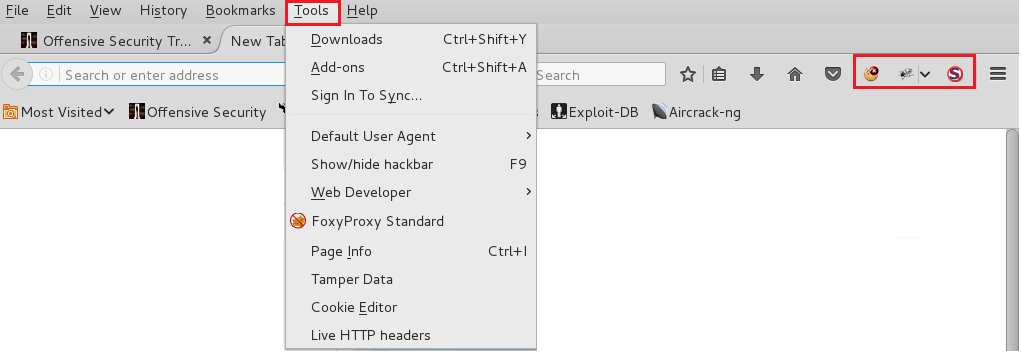 File Edit View History Bookmarks Tools Help
Offensive Security Tr... × New Tab
Search or enter address Search
Most Visited Offensive Security s Exploit-DB Aircrack-ng
Downloads Ctrl+Shift+Y
Add-ons Ctrl+Shift+A
Sign In To Sync...
Default User Agent
Show/hide hackbar F9
Web Developer
FoxyProxy Standard
Page Info Ctrl+I
Tamper Data
Cookie Editor
Live HTTP headers